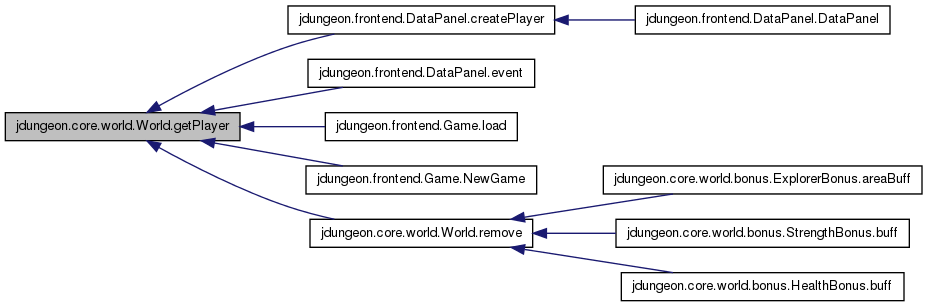 jdungeon.frontend.DataPanel.createPlayer
jdungeon.frontend.DataPanel.DataPanel
jdungeon.frontend.DataPanel.event
jdungeon.core.world.World.getPlayer
jdungeon.frontend.Game.load
jdungeon.frontend.Game.NewGame
jdungeon.core.world.bonus.ExplorerBonus.areaBuff
jdungeon.core.world.World.remove
jdungeon.core.world.bonus.StrengthBonus.buff
jdungeon.core.world.bonus.HealthBonus.buff